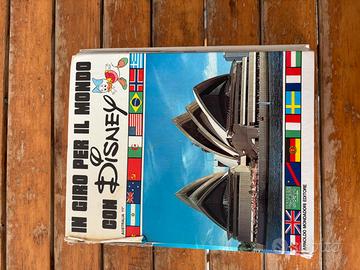 IN GIRO PER IL MONDO
CON DISNEY
ARNOLDO MONDADORI EDITORE